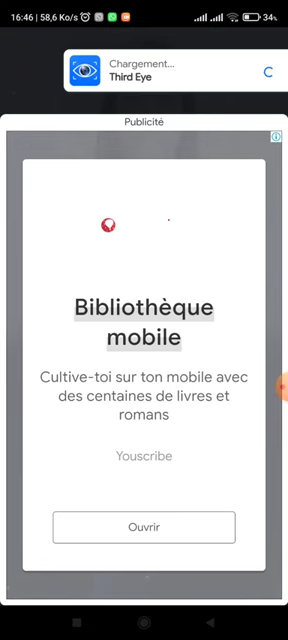 16:46 | 58,6 Ko/s
34%
Chargement...
Third Eye
Publicité
Bibliothèque
mobile
Cultive-toi sur ton mobile avec
des centaines de livres et
romans
Youscribe
Ouvrir